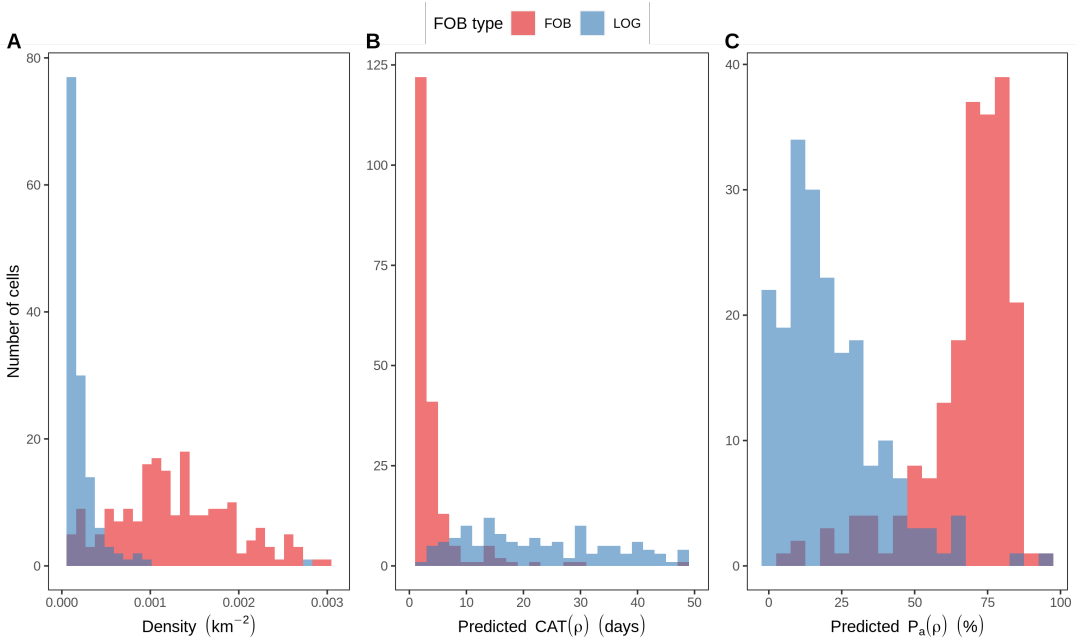 FOB type FOB LOG
A B C
Number of cells
80
60
40
20
0
0.000 0.001 0.002 0.003
Density (km⁻²)
125
100
75
50
25
0
0 10 20 30 40 50
Predicted CAT(ρ) (days)
40
30
20
10
0
0 25 50 75 100
Predicted Pₐ(ρ) (%)